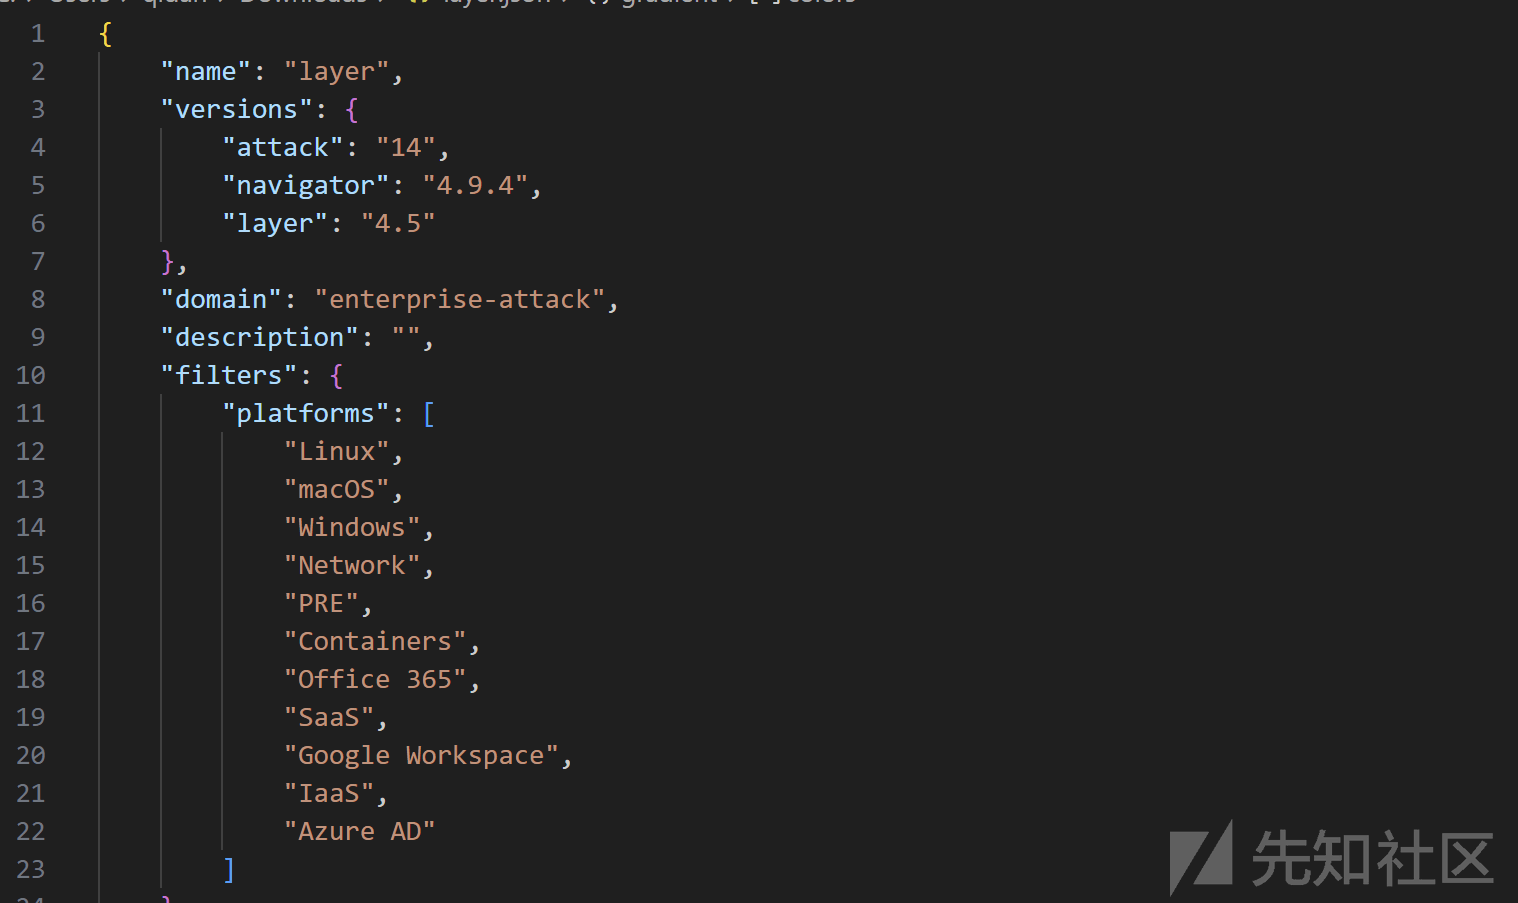 1 {
2 "name": "layer",
3 "versions": {
4 "attack": "14",
5 "navigator": "4.9.4",
6 "layer": "4.5"
7 },
8 "domain": "enterprise-attack",
9 "description": "",
10 "filters": {
11 "platforms": [
12 "Linux",
13 "macOS",
14 "Windows",
15 "Network",
16 "PRE",
17 "Containers",
18 "Office 365",
19 "SaaS",
20 "Google Workspace",
21 "IaaS",
22 "Azure AD"
23 ]
24 }
先知社区